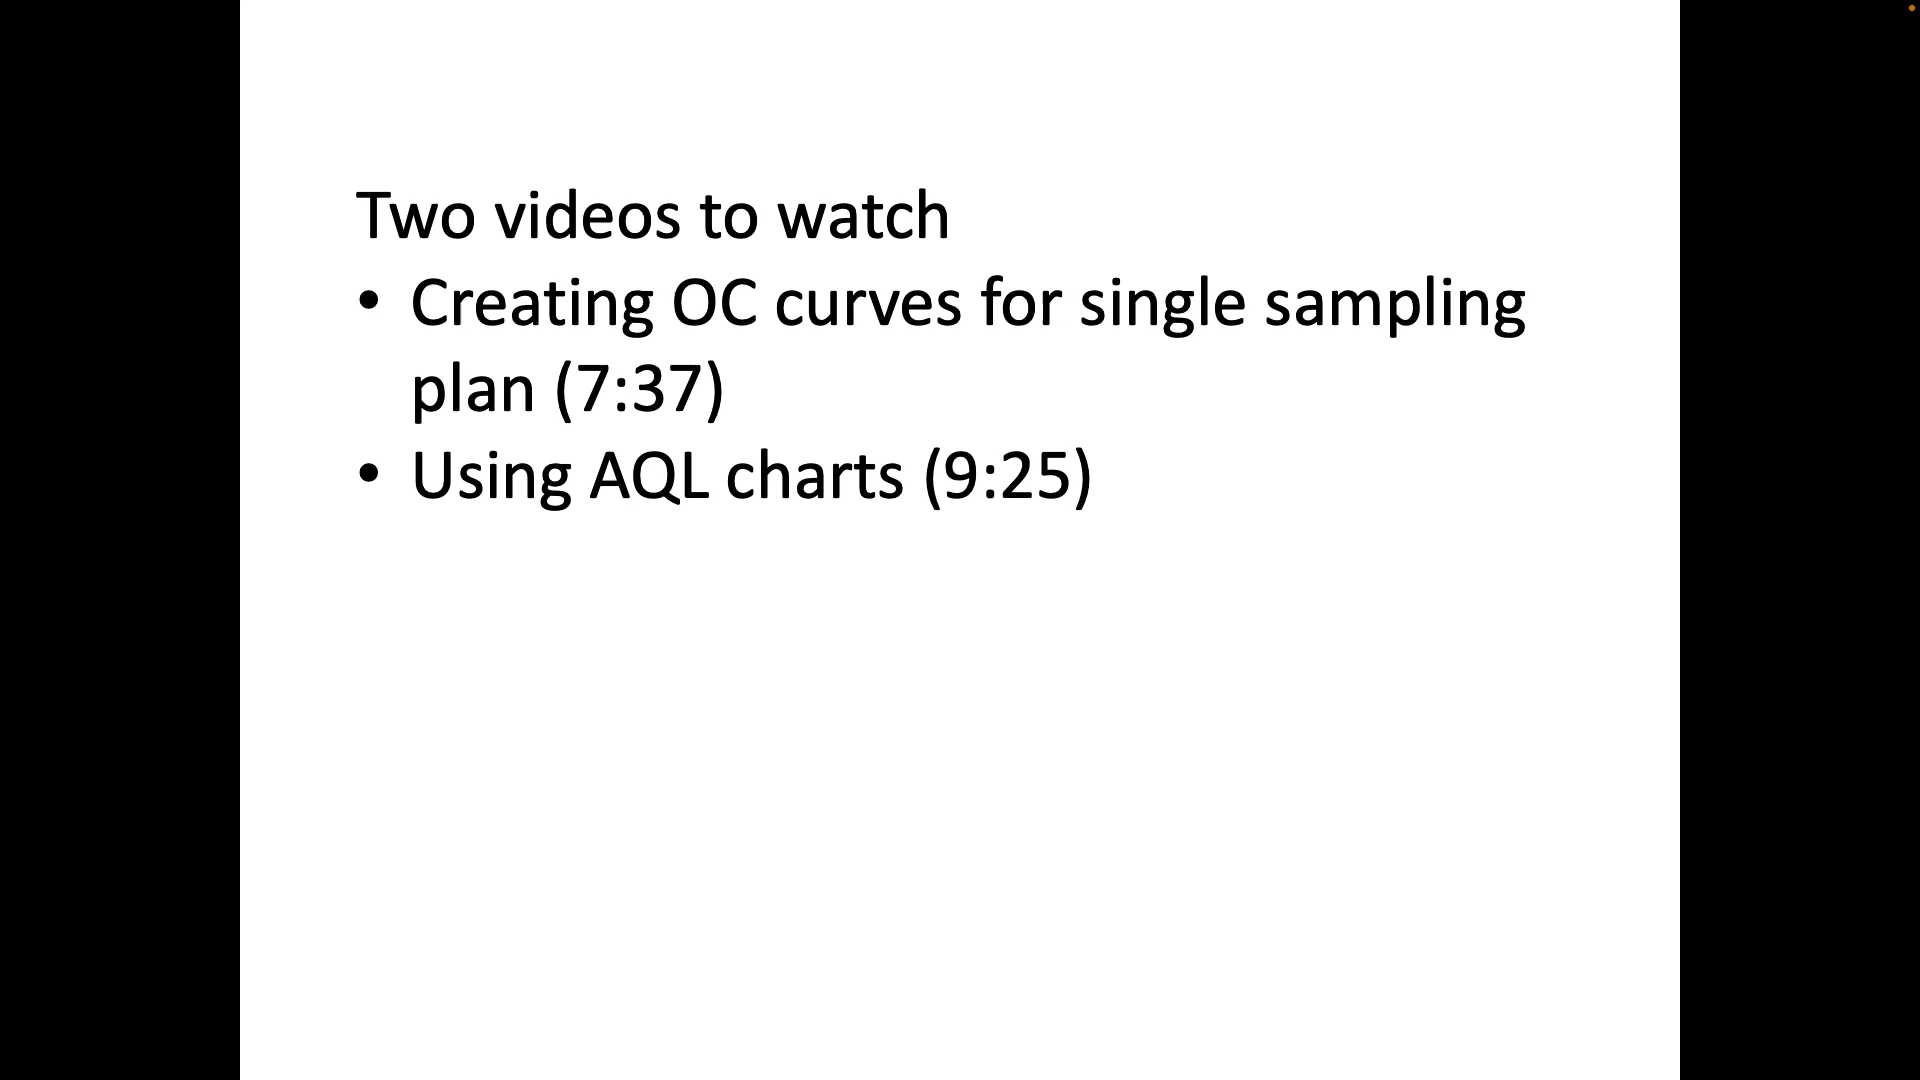 Two videos to watch
• Creating OC curves for single sampling
plan (7:37)
• Using AQL charts (9:25)